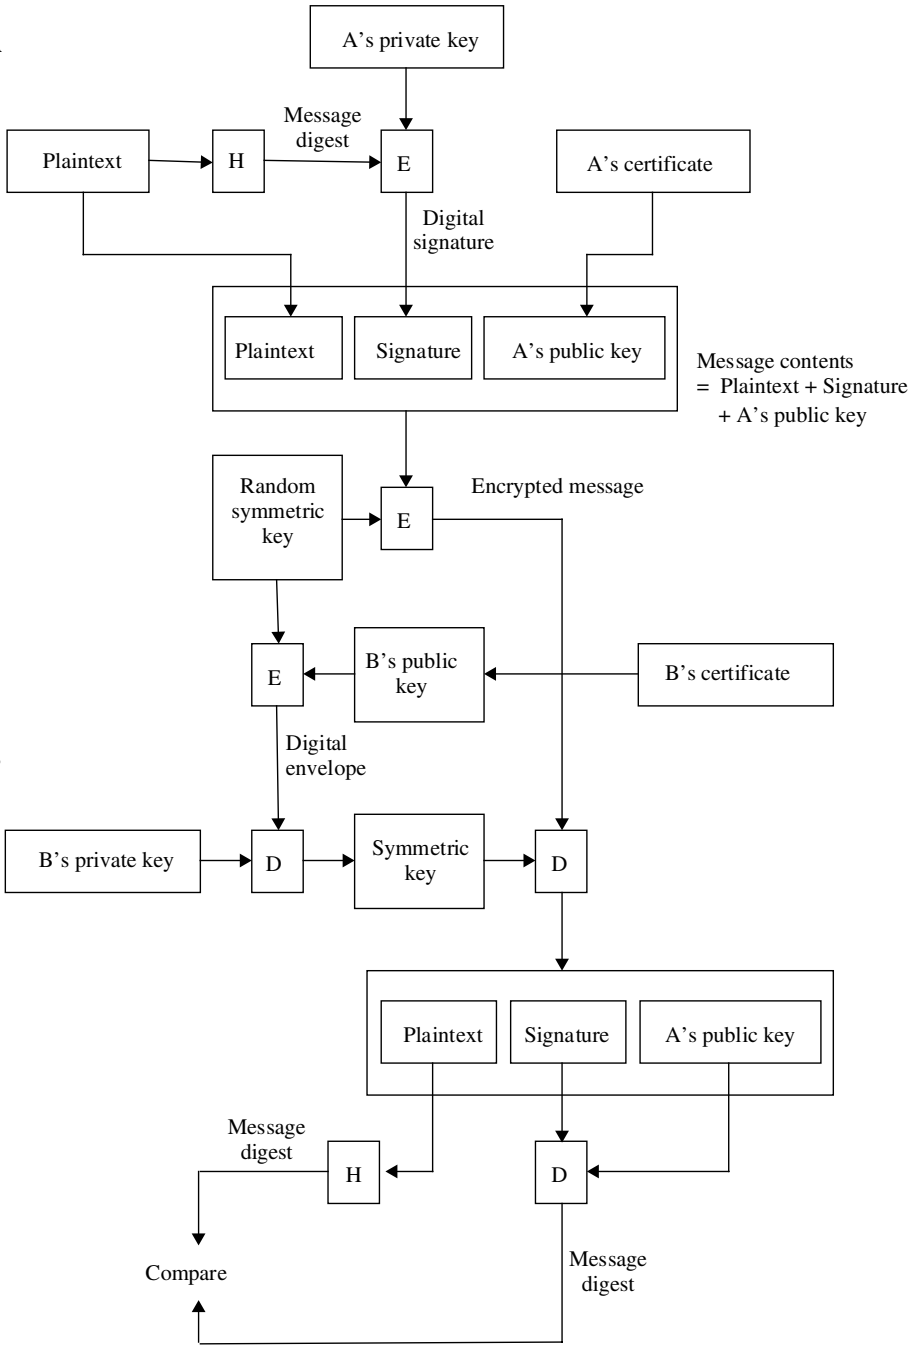 A's private key
Message
digest
Plaintext
H
E
A's certificate
Digital
signature
Plaintext
Signature
A's public key
Message contents
= Plaintext + Signature
+ A's public key
Random
symmetric
key
E
Encrypted message
E
B's public
key
B's certificate
Digital
envelope
B's private key
D
Symmetric
key
D
Plaintext
Signature
A's public key
Message
digest
H
D
Compare
Message
digest